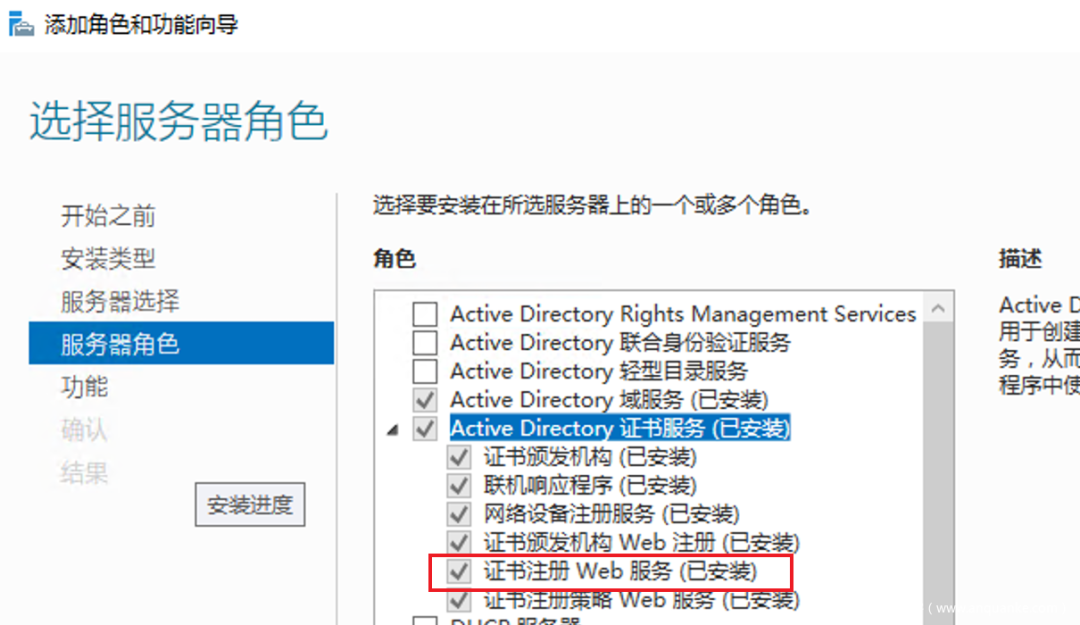 添加角色和功能向导
选择服务器角色
开始之前
安装类型
服务器选择
服务器角色
功能
确认
结果
安装进度
选择要安装在所选服务器上的一个或多个角色。
角色
Active Directory Rights Management Services
Active Directory 联合身份验证服务
Active Directory 轻型目录服务
Active Directory 域服务 (已安装)
Active Directory 证书服务 (已安装)
证书颁发机构 (已安装)
联机响应程序 (已安装)
网络设备注册服务 (已安装)
证书颁发机构 Web 注册 (已安装)
证书注册 Web 服务 (已安装)
证书注册策略 Web 服务 (已安装)
DHCP 服务器
描述
Active D
用于创建
务，从而
程序中使